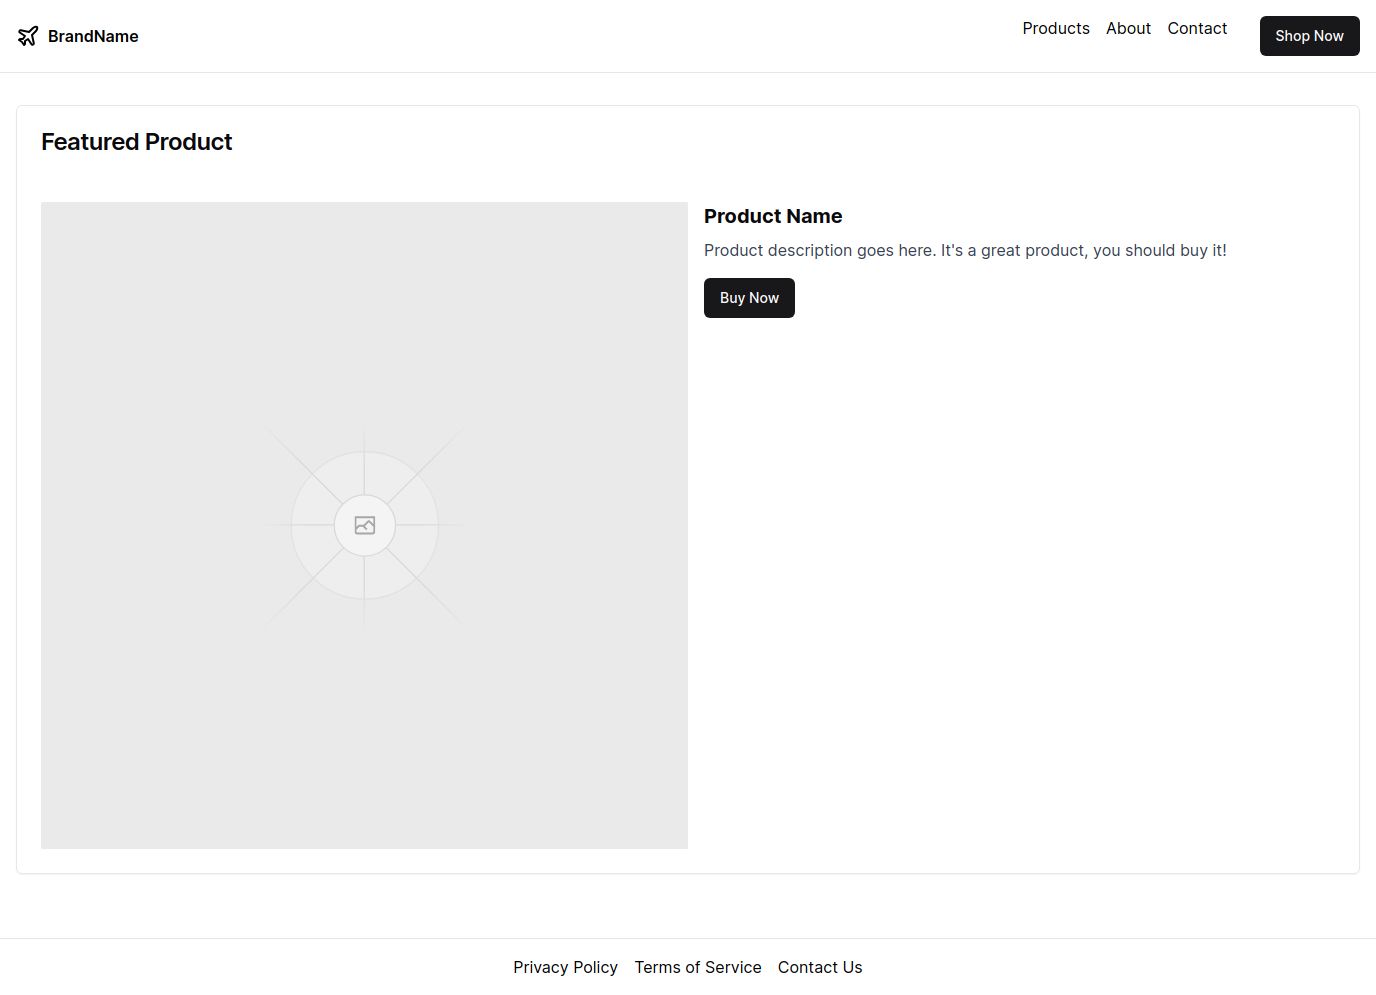 BrandName
Products About Contact
Shop Now
Featured Product
Product Name
Product description goes here. It's a great product, you should buy it!
Buy Now
Privacy Policy Terms of Service Contact Us